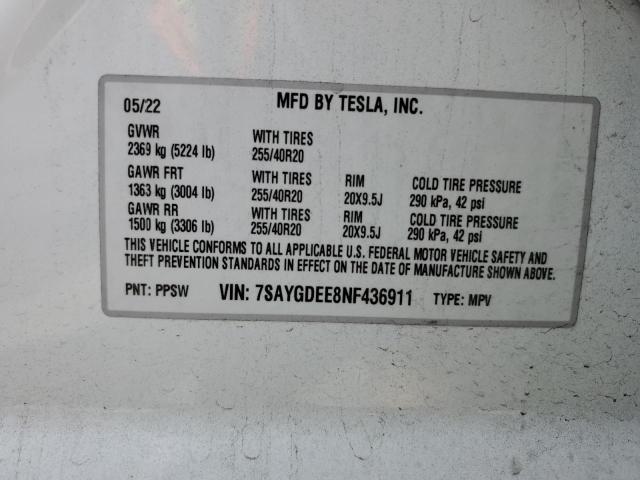 05/22 MFD BY TESLA, INC.
GVWR WITH TIRES
2369 kg (5224 lb) 255/40R20
GAWR FRT WITH TIRES RIM COLD TIRE PRESSURE
1363 kg (3004 lb) 255/40R20 20X9.5J 290 kPa, 42 psi
GAWR RR WITH TIRES RIM COLD TIRE PRESSURE
1500 kg (3306 lb) 255/40R20 20X9.5J 290 kPa, 42 psi
THIS VEHICLE CONFORMS TO ALL APPLICABLE U.S. FEDERAL MOTOR VEHICLE SAFETY AND
THEFT PREVENTION STANDARDS IN EFFECT ON THE DATE OF MANUFACTURE SHOWN ABOVE.
PNT: PPSW VIN: 7SAYGDEE8NF436911 TYPE: MPV